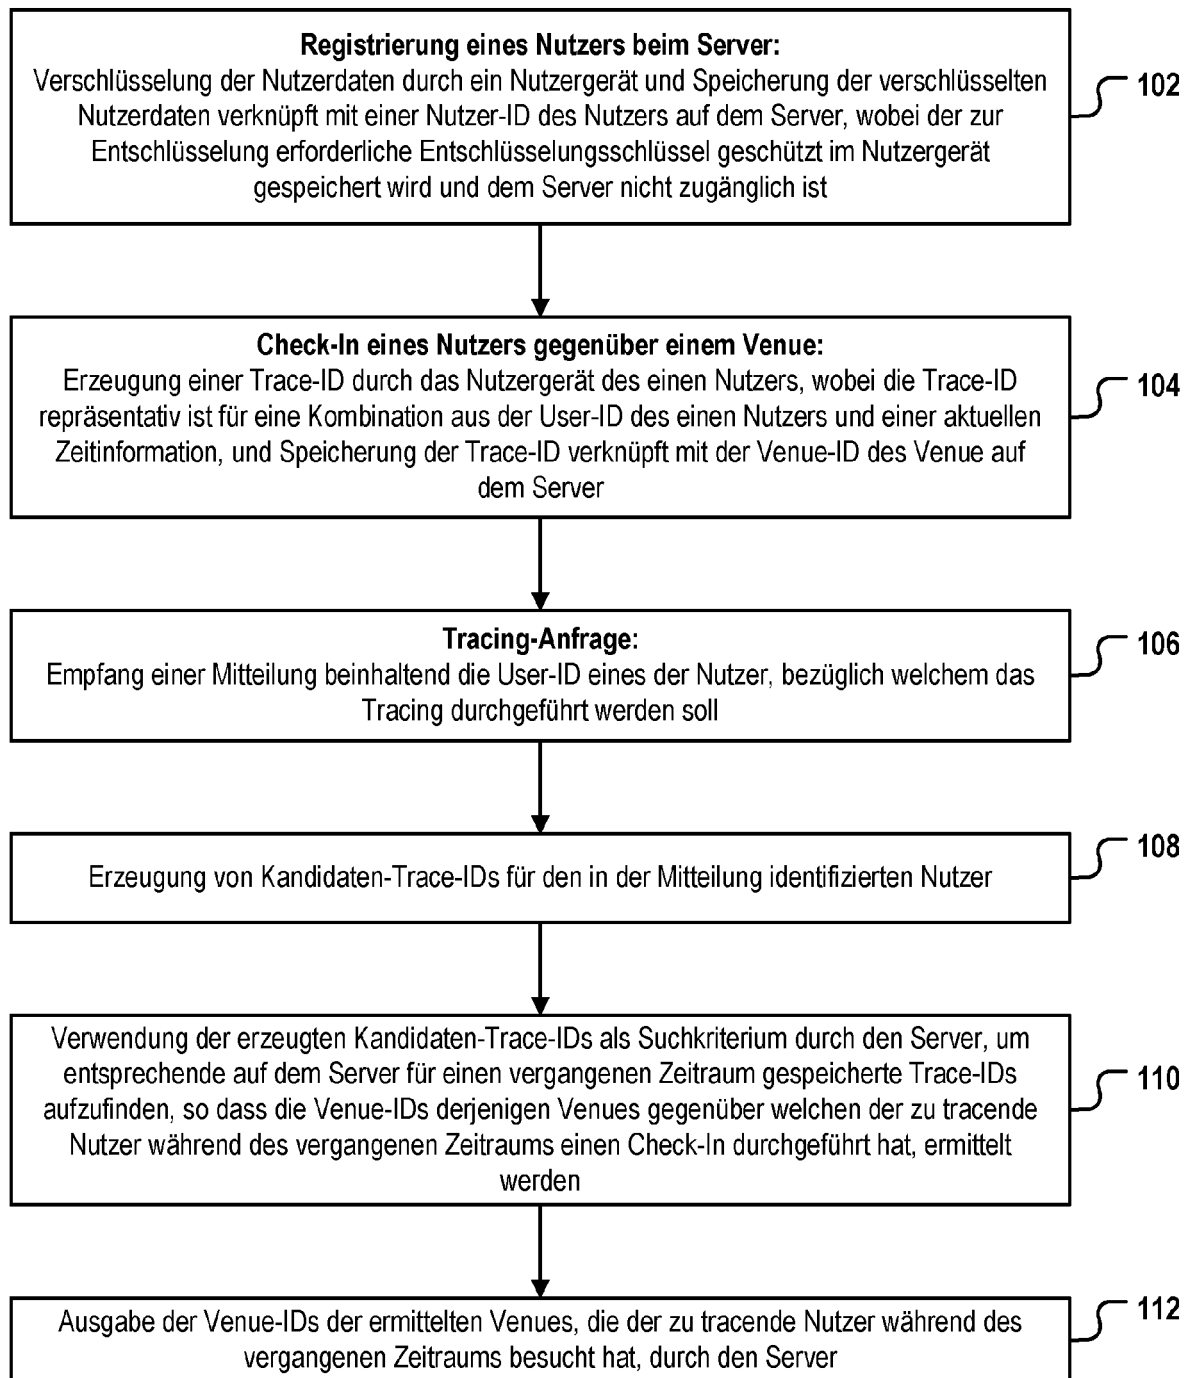 Registrierung eines Nutzers beim Server:
Verschlüsselung der Nutzerdaten durch ein Nutzergerät und Speicherung der verschlüsselten
Nutzerdaten verknüpft mit einer Nutzer-ID des Nutzers auf dem Server, wobei der zur
Entschlüsselung erforderliche Entschlüsselungsschlüssel geschützt im Nutzergerät
gespeichert wird und dem Server nicht zugänglich ist
102
Check-In eines Nutzers gegenüber einem Venue:
Erzeugung einer Trace-ID durch das Nutzergerät des einen Nutzers, wobei die Trace-ID
repräsentativ ist für eine Kombination aus der User-ID des einen Nutzers und einer aktuellen
Zeitinformation, und Speicherung der Trace-ID verknüpft mit der Venue-ID des Venue auf
dem Server
104
Tracing-Anfrage:
Empfang einer Mitteilung beinhaltend die User-ID eines der Nutzer, bezüglich welchem das
Tracing durchgeführt werden soll
106
Erzeugung von Kandidaten-Trace-IDs für den in der Mitteilung identifizierten Nutzer
108
Verwendung der erzeugten Kandidaten-Trace-IDs als Suchkriterium durch den Server, um
entsprechende auf dem Server für einen vergangenen Zeitraum gespeicherte Trace-IDs
aufzufinden, so dass die Venue-IDs derjenigen Venues gegenüber welchen der zu tracende
Nutzer während des vergangenen Zeitraums einen Check-In durchgeführt hat, ermittelt
werden
110
Ausgabe der Venue-IDs der ermittelten Venues, die der zu tracende Nutzer während des
vergangenen Zeitraums besucht hat, durch den Server
112